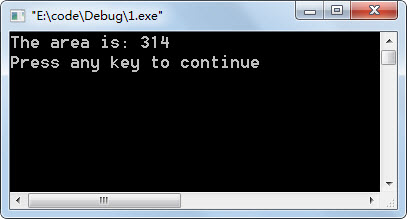 "E:\code\Debug\1.exe"
The area is: 314
Press any key to continue